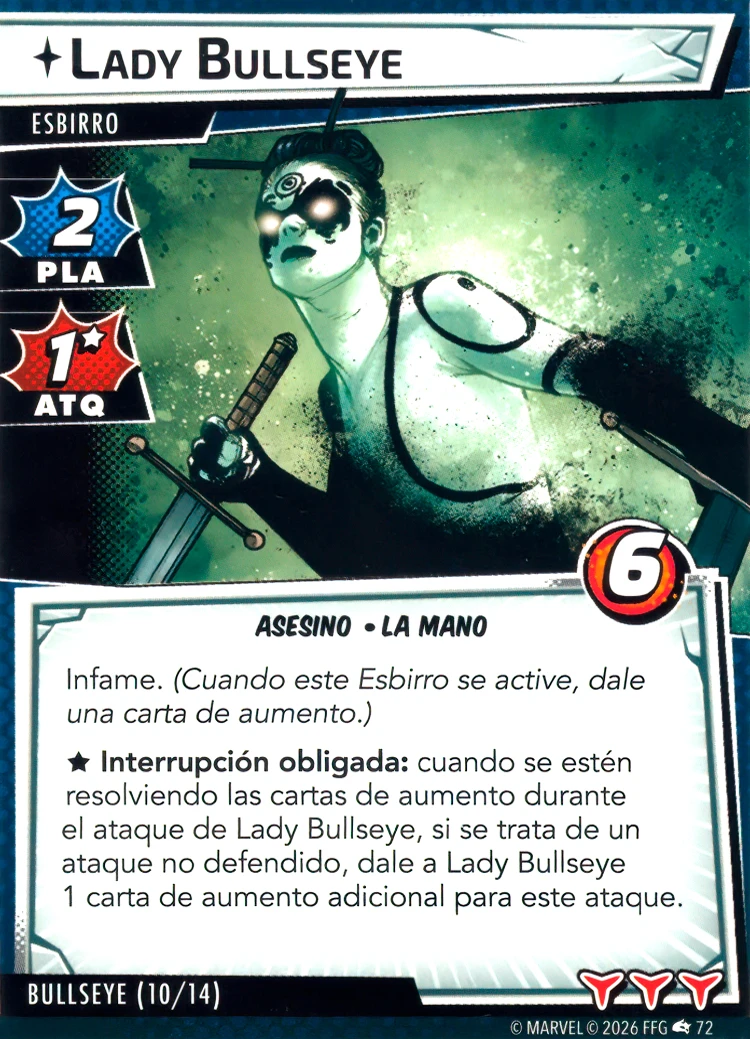 LADY BULLSEYE
ESBIRRO
2
PLA
1★
ATQ
6
ASESINO • LA MANO
Infame. (Cuando este Esbirro se active, dale
una carta de aumento.)
★ Interrupción obligada: cuando se estén
resolviendo las cartas de aumento durante
el ataque de Lady Bullseye, si se trata de un
ataque no defendido, dale a Lady Bullseye
1 carta de aumento adicional para este ataque.
BULLSEYE (10/14)
© MARVEL © 2026 FFG 72